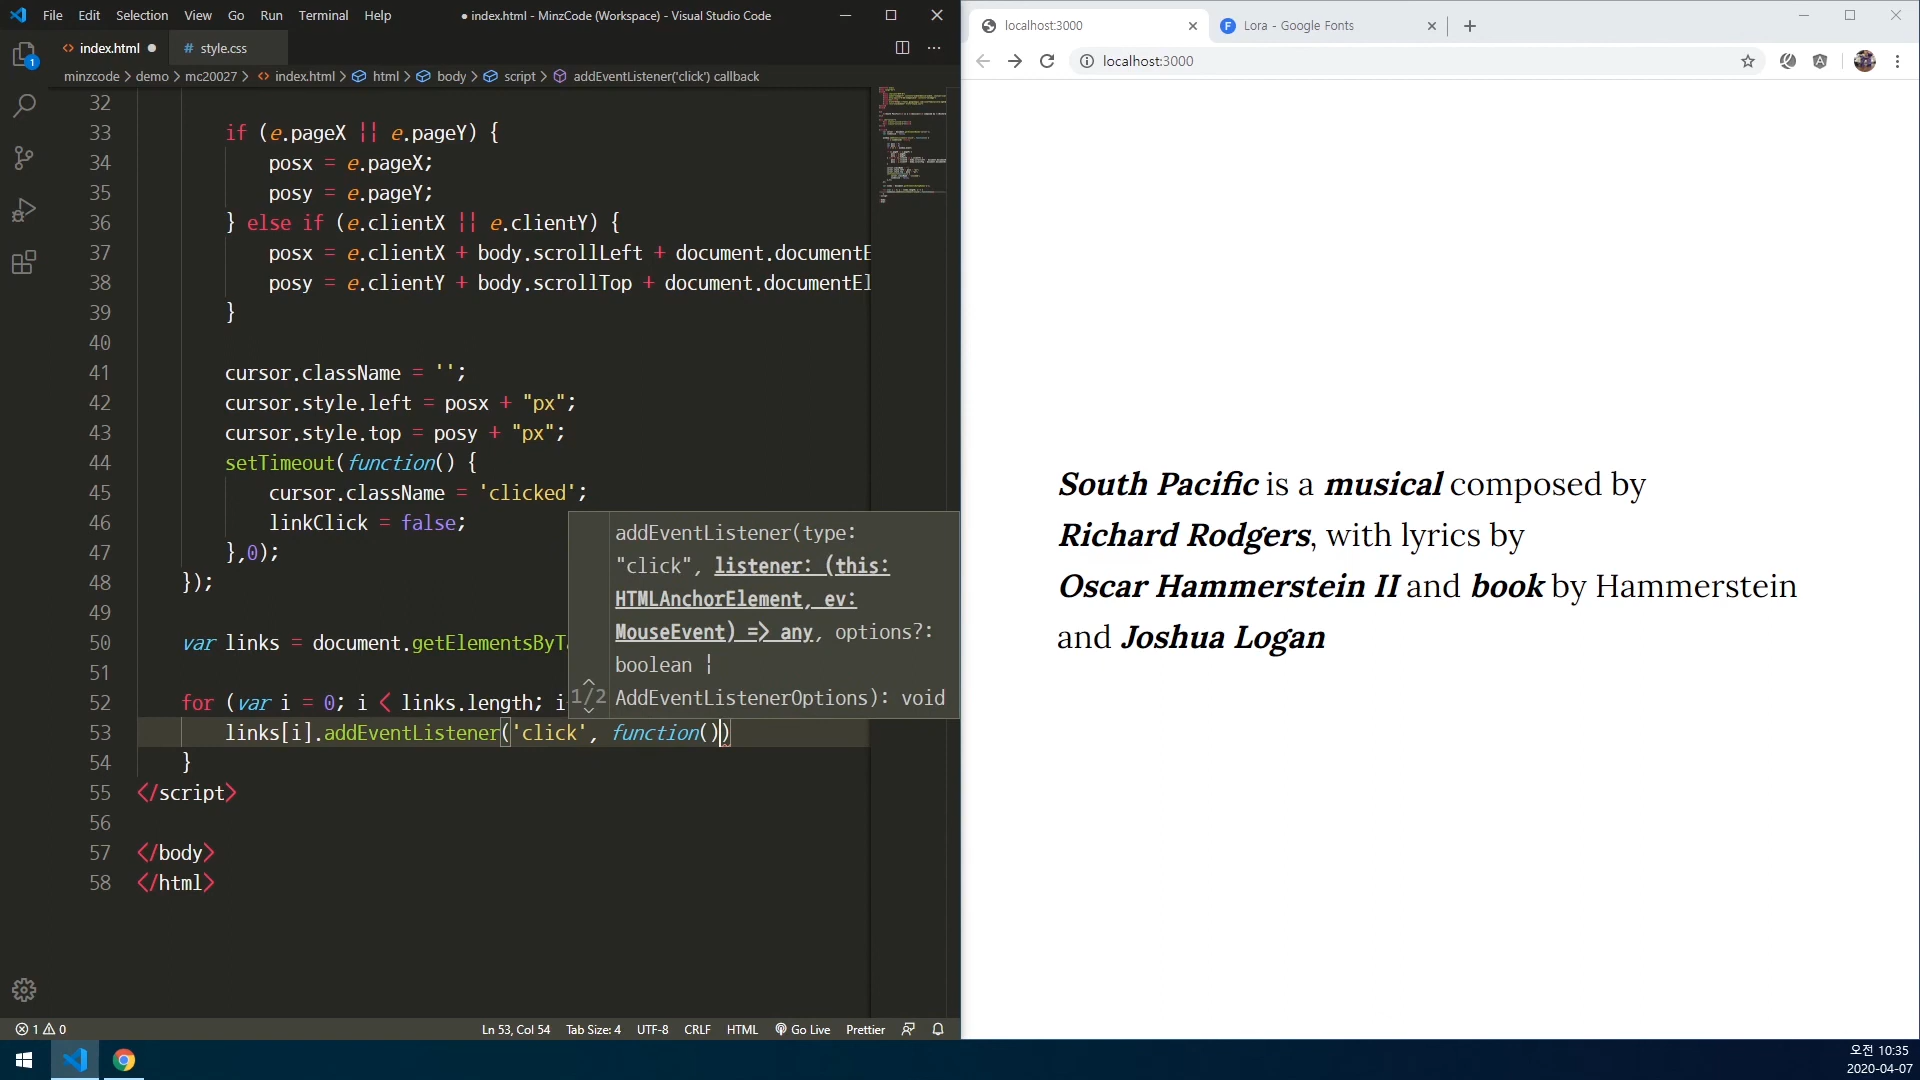 File Edit Selection View Go Run Terminal Help
● index.html - MinzCode (Workspace) - Visual Studio Code
index.html ●
# style.css
minzcode > demo > mc20027 > <> index.html > html > body > script > addEventListener('click') callback
32
33 if (e.pageX || e.pageY) {
34 posx = e.pageX;
35 posy = e.pageY;
36 } else if (e.clientX || e.clientY) {
37 posx = e.clientX + body.scrollLeft + document.documentE
38 posy = e.clientY + body.scrollTop + document.documentEl
39 }
40
41 cursor.className = '';
42 cursor.style.left = posx + "px";
43 cursor.style.top = posy + "px";
44 setTimeout(function() {
45 cursor.className = 'clicked';
46 linkClick = false;
47 },0);
48 });
49
50 var links = document.getElementsByTa
51
52 for (var i = 0; i < links.length; i
53 links[i].addEventListener('click', function())
54 }
55 </script>
56
57 </body>
58 </html>
addEventListener(type:
"click", listener: (this:
HTMLAnchorElement, ev:
MouseEvent) => any, options?:
boolean |
AddEventListenerOptions): void
1/2
1
1 0
Ln 53, Col 54
Tab Size: 4
UTF-8
CRLF
HTML
Go Live
Prettier
localhost:3000
Lora - Google Fonts
localhost:3000
South Pacific is a musical composed by
Richard Rodgers, with lyrics by
Oscar Hammerstein II and book by Hammerstein
and Joshua Logan
오전 10:35
2020-04-07